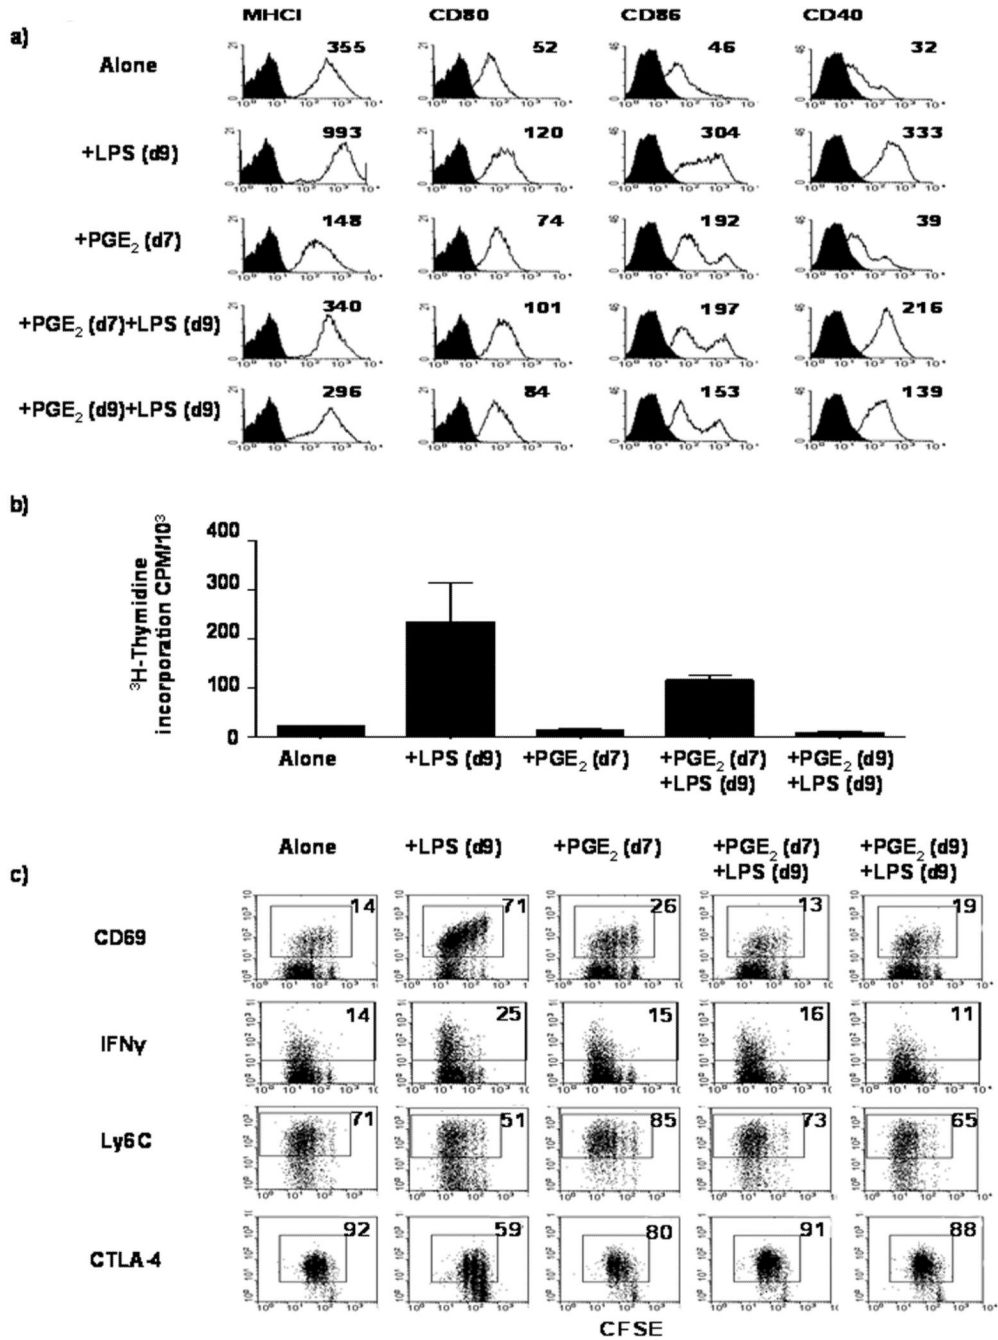 MHCI CD80 CD86 CD40
a)
Alone 355 52 46 32
+LPS (d9) 993 120 304 333
+PGE2 (d7) 148 74 192 39
+PGE2 (d7)+LPS (d9) 340 101 197 216
+PGE2 (d9)+LPS (d9) 296 84 153 139
b)
3H-Thymidine
incorporation CPM/10³
400
300
200
100
0
Alone +LPS (d9) +PGE2 (d7) +PGE2 (d7) +PGE2 (d9)
+LPS (d9) +LPS (d9)
Alone +LPS (d9) +PGE2 (d7) +PGE2 (d7) +PGE2 (d9)
+LPS (d9) +LPS (d9)
c)
CD69 14 71 26 13 19
IFNγ 14 25 15 16 11
Ly6C 71 51 85 73 65
CTLA-4 92 59 80 91 88
CFSE